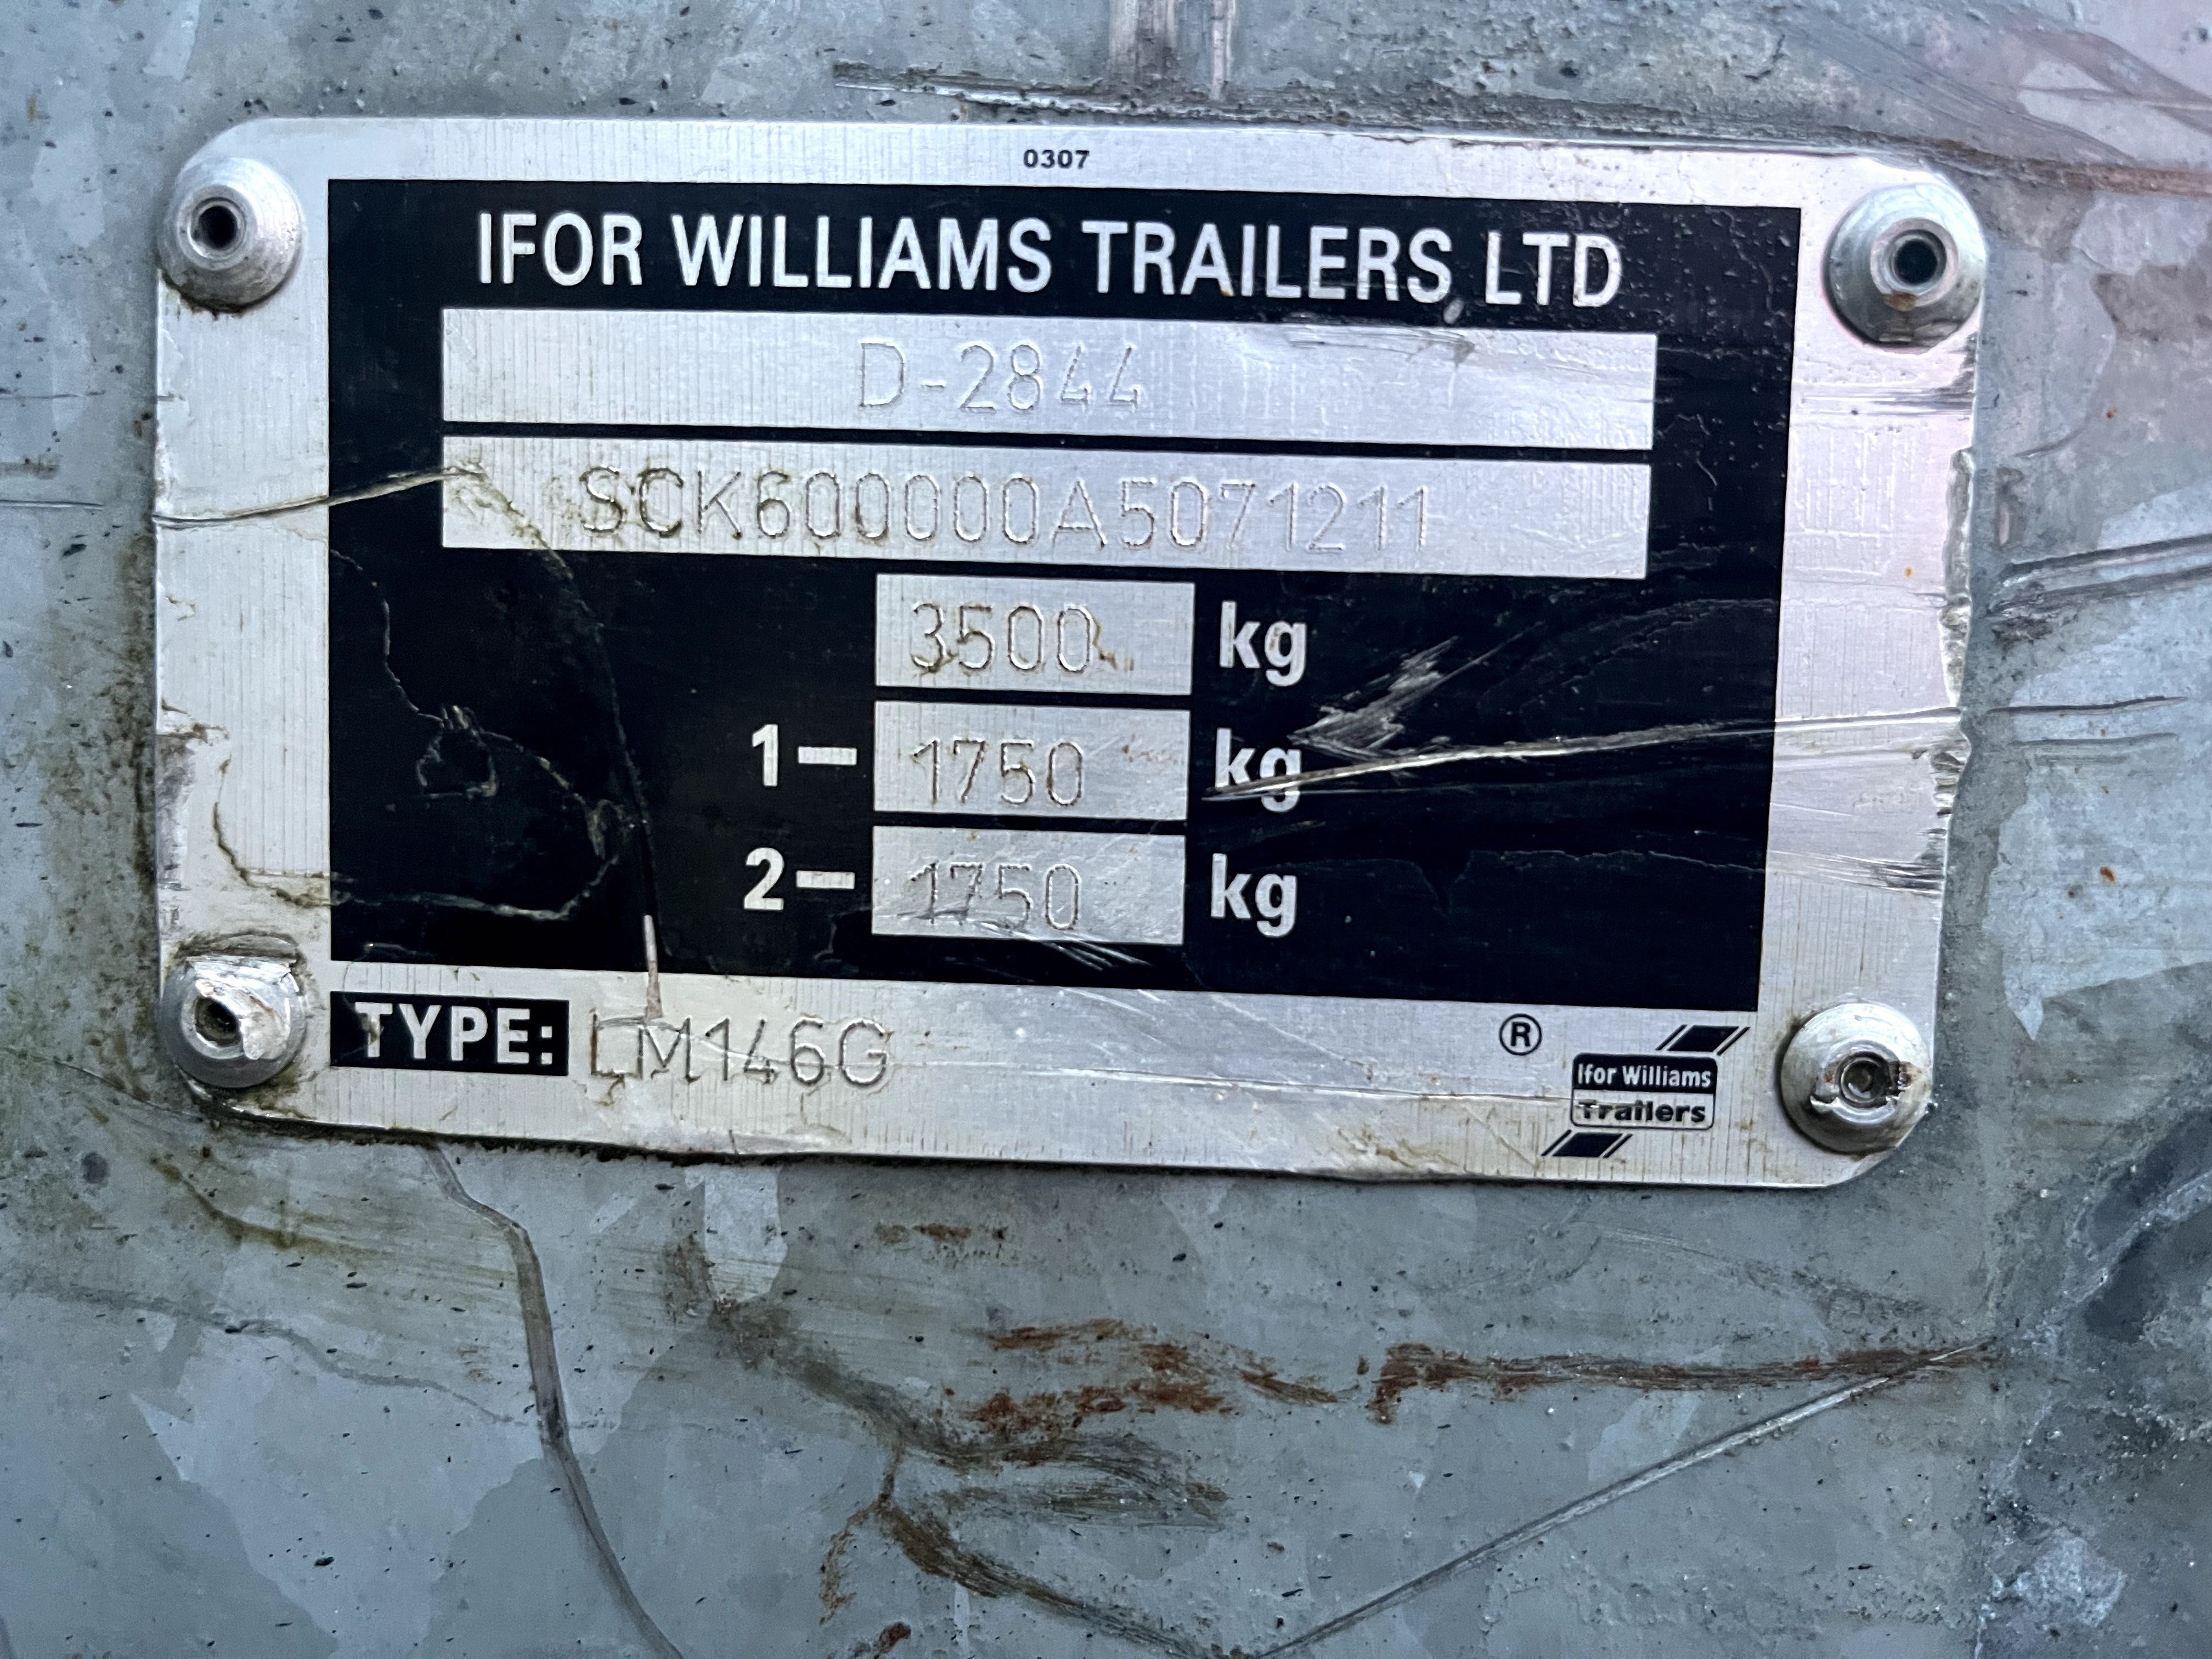 0307
IFOR WILLIAMS TRAILERS LTD
D-2844
SCK600000A5071211
3500 kg
1– 1750 kg
2– 1750 kg
TYPE: LM146G
®
Ifor Williams
Trailers